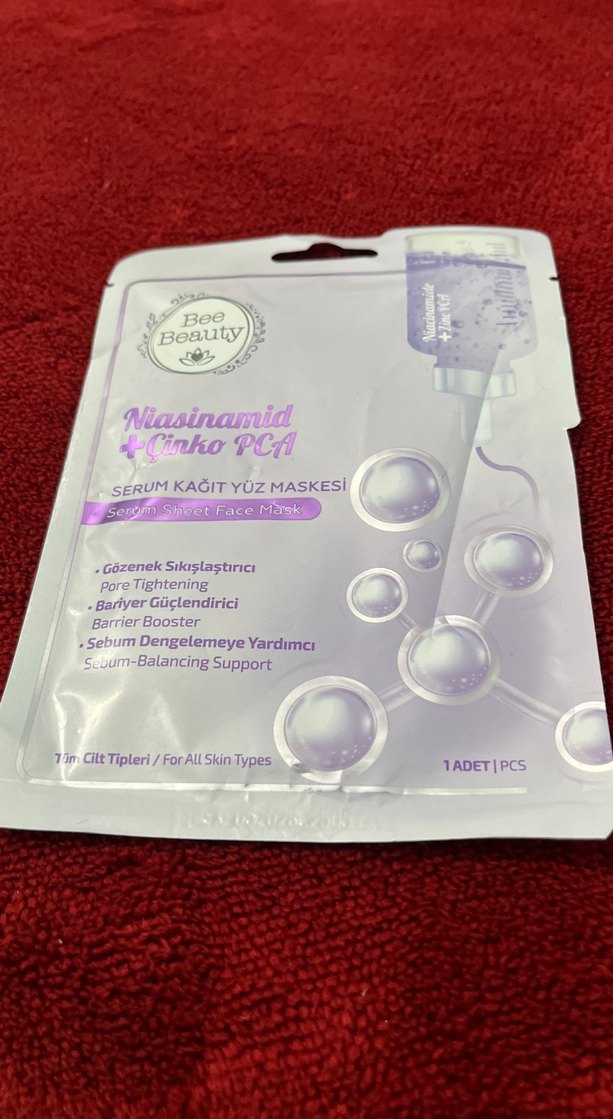 Bee
Beauty
Niacinamide
+ Zinc PCA
Niasinamid
+Çinko PCA
SERUM KAĞIT YÜZ MASKESİ
Serum Sheet Face Mask
• Gözenek Sıkışlaştırıcı
Pore Tightening
• Bariyer Güçlendirici
Barrier Booster
• Sebum Dengelemeye Yardımcı
Sebum-Balancing Support
Tüm Cilt Tipleri / For All Skin Types
1 ADET | PCS